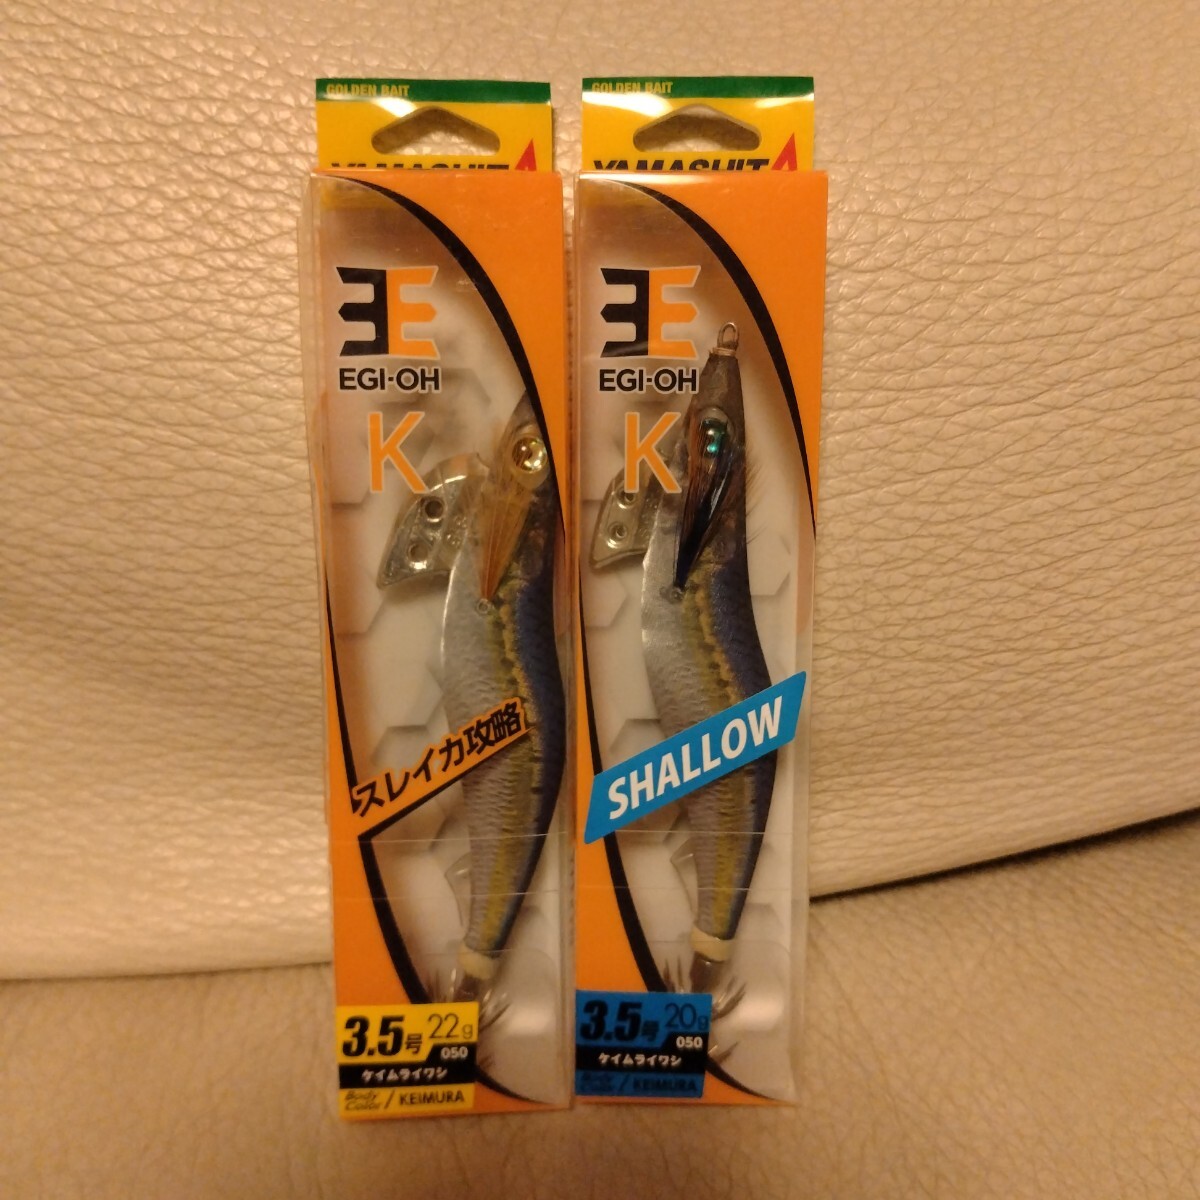 GOLDEN BAIT
YAMASHITA
EGI-OH
K
スレイカ攻略
3.5号 22g
050
ケイムライワシ
Body Color / KEIMURA
GOLDEN BAIT
YAMASHITA
EGI-OH
K
SHALLOW
3.5号 20g
050
ケイムライワシ
Body Color / KEIMURA